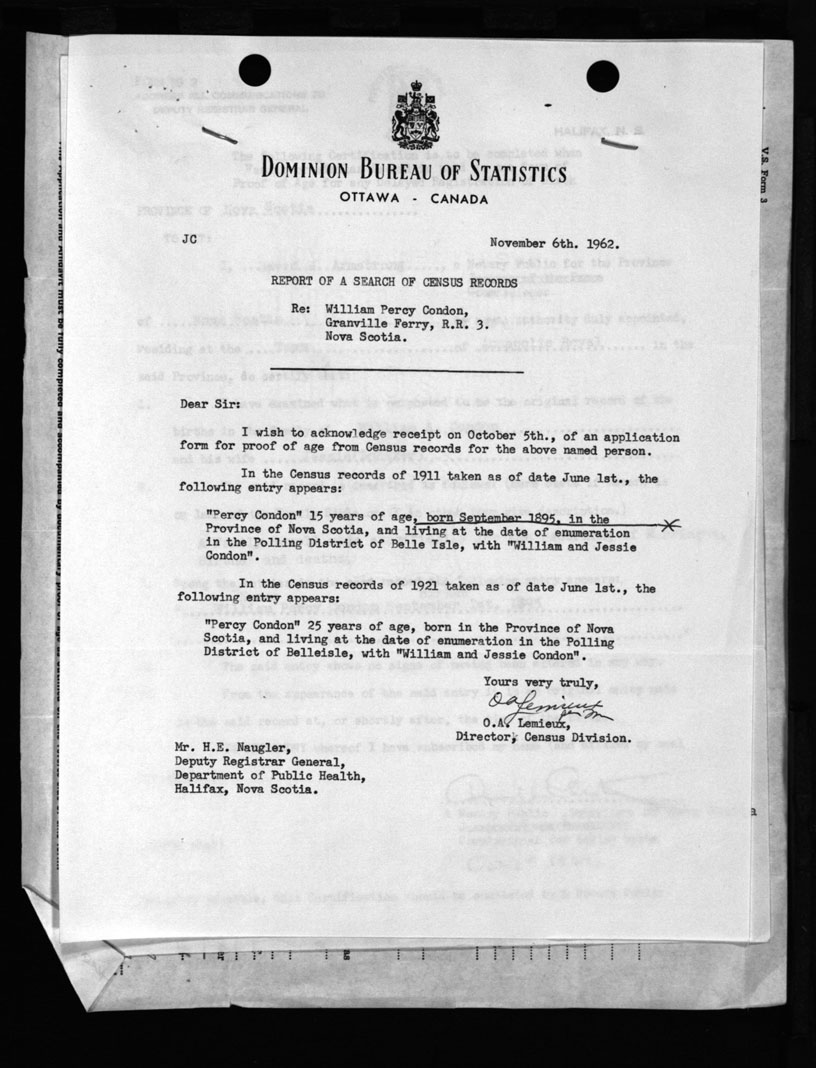 DOMINION BUREAU OF STATISTICS
OTTAWA - CANADA
JC
November 6th. 1962.
REPORT OF A SEARCH OF CENSUS RECORDS
Re: William Percy Condon,
Granville Ferry, R.R. 3.
Nova Scotia.
Dear Sir:
I wish to acknowledge receipt on October 5th., of an application
form for proof of age from Census records for the above named person.
In the Census records of 1911 taken as of date June 1st., the
following entry appears:
"Percy Condon" 15 years of age, born September 1895, in the
Province of Nova Scotia, and living at the date of enumeration
in the Polling District of Belle Isle, with "William and Jessie
Condon".
In the Census records of 1921 taken as of date June 1st., the
following entry appears:
"Percy Condon" 25 years of age, born in the Province of Nova
Scotia, and living at the date of enumeration in the Polling
District of Belleisle, with "William and Jessie Condon".
Yours very truly,
OALemieux
O.A. Lemieux,
Director, Census Division.
Mr. H.E. Naugler,
Deputy Registrar General,
Department of Public Health,
Halifax, Nova Scotia.
V.S. Form 3